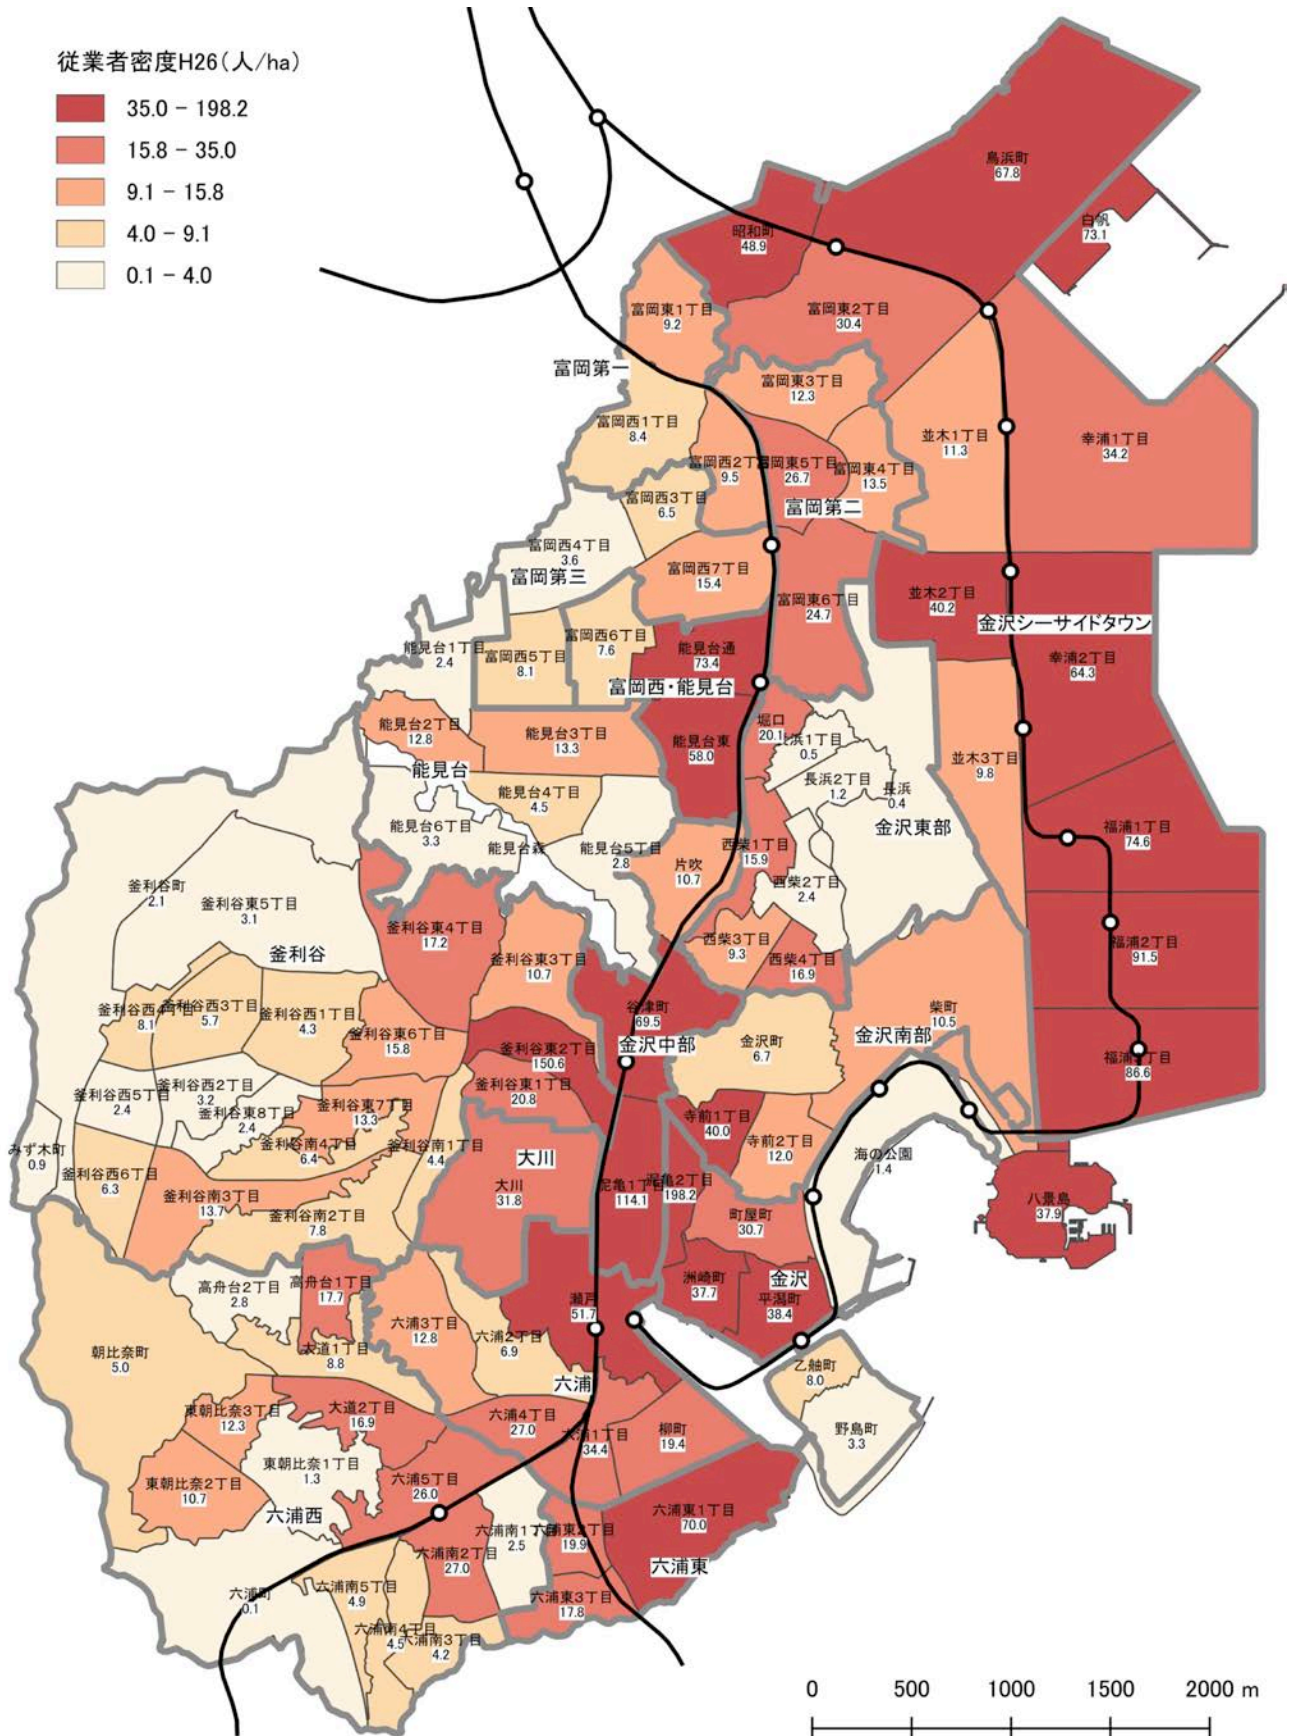 従業者密度H26(人/ha)
35.0 - 198.2
15.8 - 35.0
9.1 - 15.8
4.0 - 9.1
0.1 - 4.0
鳥浜町
67.8
白帆
73.1
昭和町
48.9
富岡東1丁目
9.2
富岡東2丁目
30.4
富岡第一
富岡東3丁目
12.3
富岡西1丁目
8.4
並木1丁目
11.3
幸浦1丁目
34.2
富岡西2丁目
9.5
富岡東5丁目
26.7
富岡東4丁目
13.5
富岡西3丁目
6.5
富岡第二
富岡西4丁目
3.6
富岡第三
富岡西7丁目
15.4
富岡東6丁目
24.7
並木2丁目
40.2
金沢シーサイドタウン
能見台1丁目
2.4
富岡西5丁目
8.1
富岡西6丁目
7.6
能見台通
73.4
富岡西・能見台
幸浦2丁目
64.3
能見台2丁目
12.8
能見台3丁目
13.3
能見台東
58.0
堀口
20.1
長浜1丁目
0.5
並木3丁目
9.8
能見台
能見台4丁目
4.5
長浜2丁目
1.2
長浜
0.4
能見台6丁目
3.3
能見台森
能見台5丁目
2.8
片吹
10.7
西柴1丁目
15.9
金沢東部
福浦1丁目
74.6
釜利谷町
2.1
釜利谷東5丁目
3.1
西柴2丁目
2.4
釜利谷東4丁目
17.2
釜利谷
釜利谷東3丁目
10.7
西柴3丁目
9.3
西柴4丁目
16.9
福浦2丁目
91.5
釜利谷西4丁目
8.1
釜利谷西3丁目
5.7
釜利谷西1丁目
4.3
谷津町
69.5
柴町
10.5
釜利谷東6丁目
15.8
金沢中部
金沢町
6.7
金沢南部
釜利谷東2丁目
150.6
福浦3丁目
86.6
釜利谷西5丁目
2.4
釜利谷西2丁目
3.2
釜利谷東1丁目
20.8
釜利谷東8丁目
2.4
釜利谷東7丁目
13.3
寺前1丁目
40.0
寺前2丁目
12.0
みず木町
0.9
釜利谷南4丁目
6.4
釜利谷南1丁目
4.4
海の公園
1.4
釜利谷西6丁目
6.3
釜利谷南3丁目
13.7
大川
大川
31.8
泥亀1丁目
114.1
泥亀2丁目
198.2
八景島
37.9
釜利谷南2丁目
7.8
町屋町
30.7
高舟台2丁目
2.8
高舟台1丁目
17.7
洲崎町
37.7
金沢
平潟町
38.4
瀬戸
51.7
六浦3丁目
12.8
六浦2丁目
6.9
朝比奈町
5.0
大道1丁目
8.8
乙舳町
8.0
六浦
東朝比奈3丁目
12.3
大道2丁目
16.9
六浦4丁目
27.0
六浦1丁目
34.4
柳町
19.4
野島町
3.3
東朝比奈1丁目
1.3
東朝比奈2丁目
10.7
六浦5丁目
26.0
六浦西
六浦東1丁目
70.0
六浦南1丁目
2.5
六浦東2丁目
19.9
六浦南2丁目
27.0
六浦東
六浦町
0.1
六浦南5丁目
4.9
六浦東3丁目
17.8
六浦南4丁目
4.5
六浦南3丁目
4.2
0 500 1000 1500 2000 m